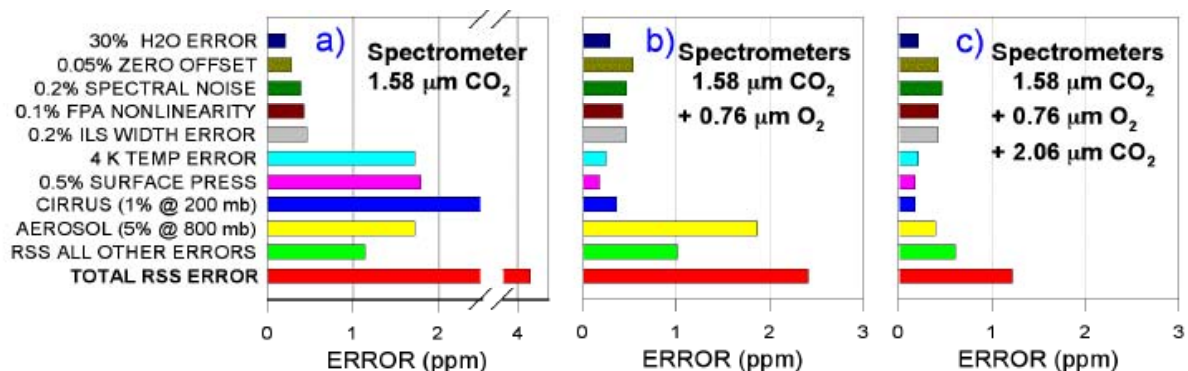 30% H2O ERROR
0.05% ZERO OFFSET
0.2% SPECTRAL NOISE
0.1% FPA NONLINEARITY
0.2% ILS WIDTH ERROR
4 K TEMP ERROR
0.5% SURFACE PRESS
CIRRUS (1% @ 200 mb)
AEROSOL (5% @ 800 mb)
RSS ALL OTHER ERRORS
TOTAL RSS ERROR
a)
Spectrometer
1.58 μm CO₂
0 1 2 4
ERROR (ppm)
b)
Spectrometers
1.58 μm CO₂
+ 0.76 μm O₂
0 1 2 3
ERROR (ppm)
c)
Spectrometers
1.58 μm CO₂
+ 0.76 μm O₂
+ 2.06 μm CO₂
0 1 2 3
ERROR (ppm)